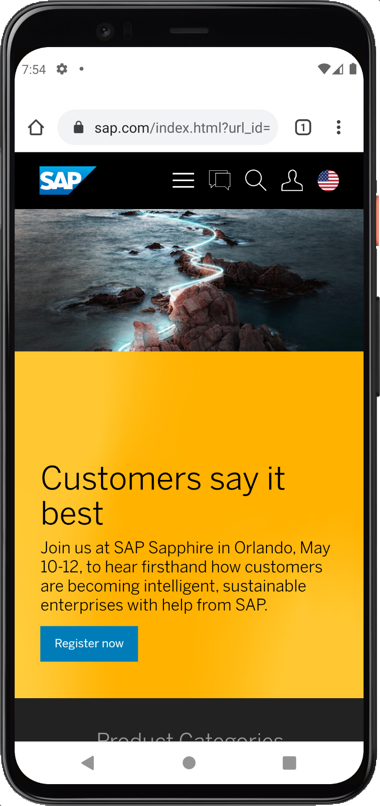 7:54
1
sap.com/index.html?url_id=
SAP
Customers say it
best
Join us at SAP Sapphire in Orlando, May
10-12, to hear firsthand how customers
are becoming intelligent, sustainable
enterprises with help from SAP.
Register now
Product Categories